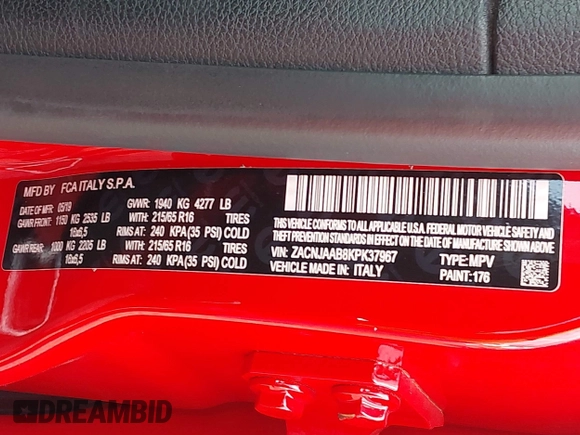 MFD BY FCA ITALY S.P.A.
DATE OF MFR: 05/19 GVWR: 1940 KG 4277 LB
GAWR FRONT: 1150 KG 2535 LB WITH: 215/65 R16 TIRES
16x6,5 RIMS AT: 240 KPA (35 PSI) COLD
GAWR REAR: 1000 KG 2205 LB WITH: 215/65 R16 TIRES
16x6,5 RIMS AT: 240 KPA (35 PSI) COLD
THIS VEHICLE CONFORMS TO ALL APPLICABLE U.S.A. FEDERAL MOTOR VEHICLE SAFETY,
BUMPER AND THEFT PREVENTION STANDARDS IN EFFECT ON THE DATE OF MFR SHOWN ABOVE.
VIN: ZACNJAAB8KPK37967 TYPE: MPV
VEHICLE MADE IN: ITALY PAINT: 176
DREAMBID